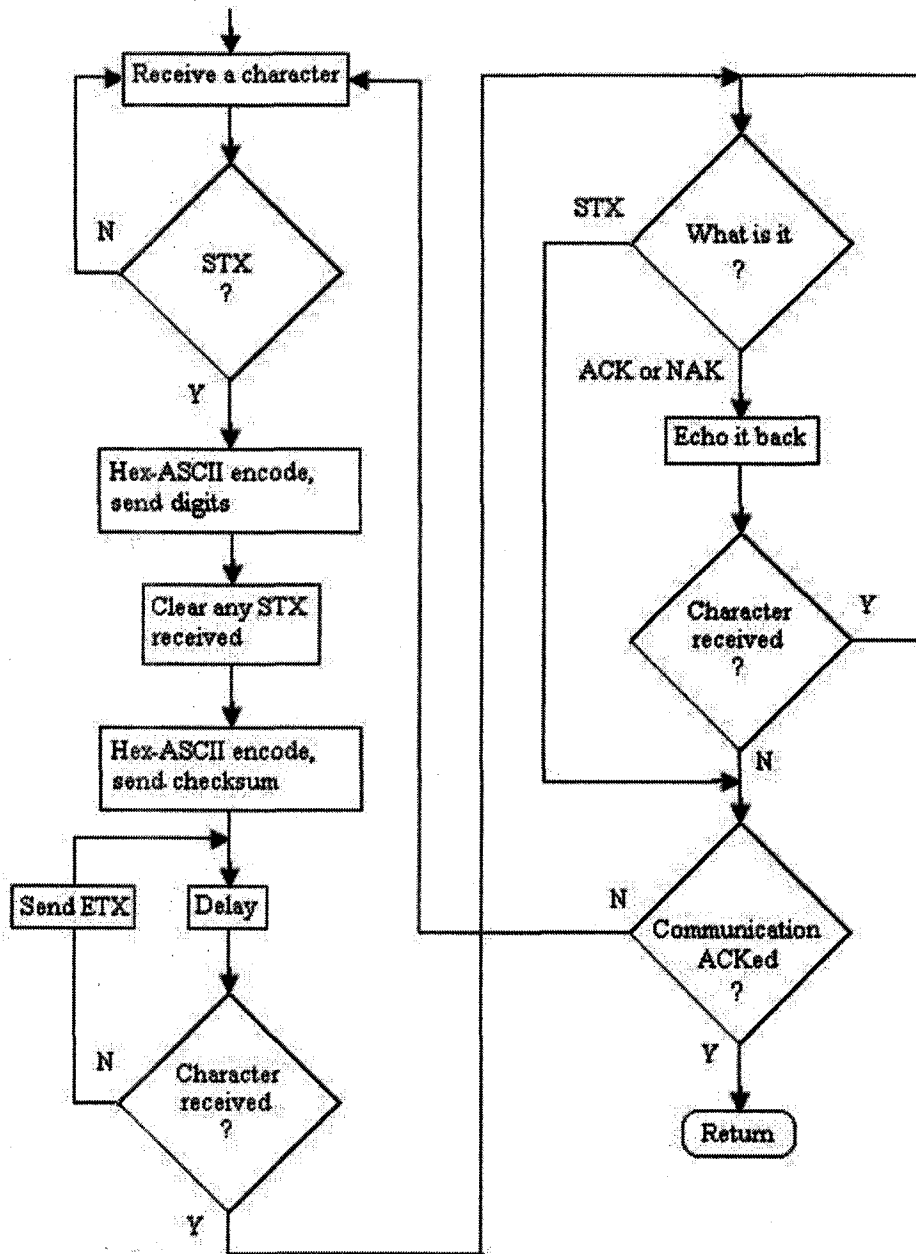 Receive a character
N
STX
?
Y
Hex-ASCII encode,
send digits
Clear any STX
received
Hex-ASCII encode,
send checksum
Send ETX
Delay
N
Character
received
?
Y
STX
What is it
?
ACK or NAK
Echo it back
Character
received
?
Y
N
N
Communication
ACKed
?
Y
Return